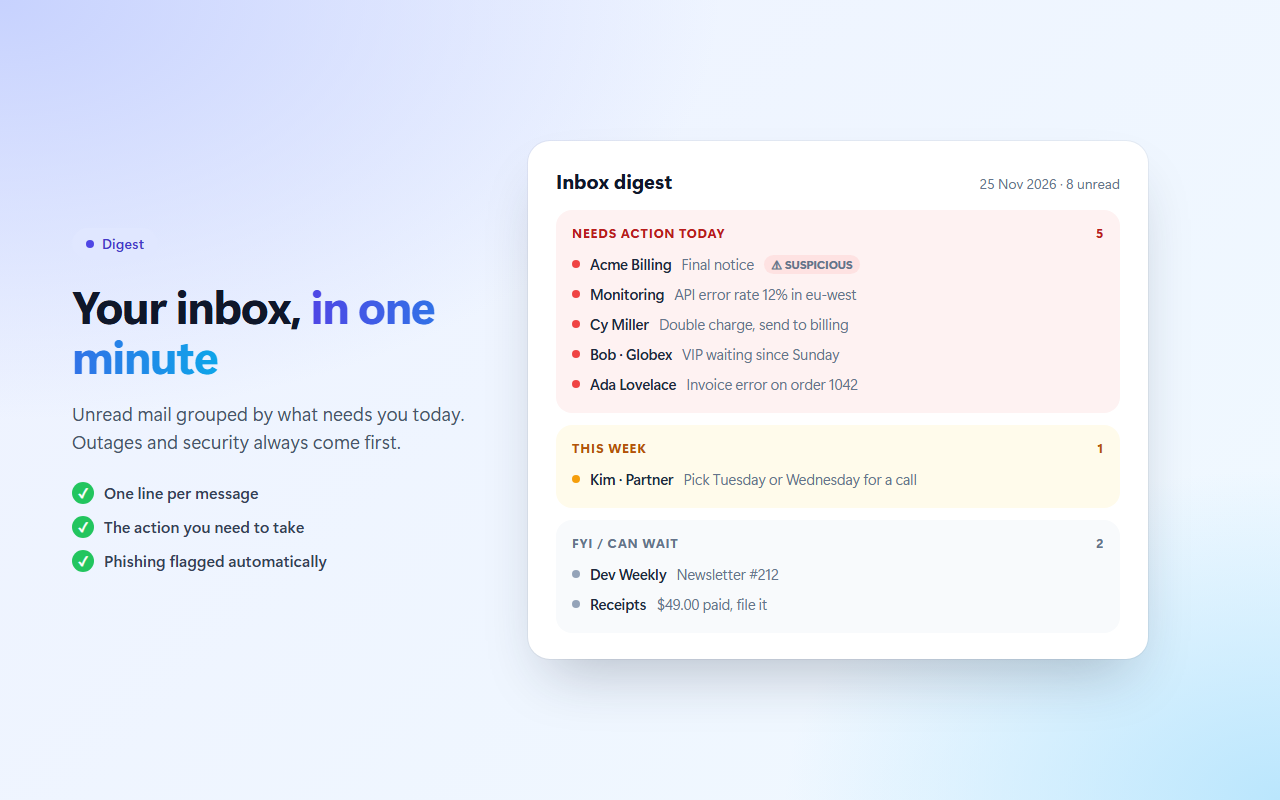 Digest
Your inbox, in one
minute
Unread mail grouped by what needs you today.
Outages and security always come first.
One line per message
The action you need to take
Phishing flagged automatically
Inbox digest 25 Nov 2026 · 8 unread
NEEDS ACTION TODAY 5
Acme Billing Final notice ⚠ SUSPICIOUS
Monitoring API error rate 12% in eu-west
Cy Miller Double charge, send to billing
Bob · Globex VIP waiting since Sunday
Ada Lovelace Invoice error on order 1042
THIS WEEK 1
Kim · Partner Pick Tuesday or Wednesday for a call
FYI / CAN WAIT 2
Dev Weekly Newsletter #212
Receipts $49.00 paid, file it